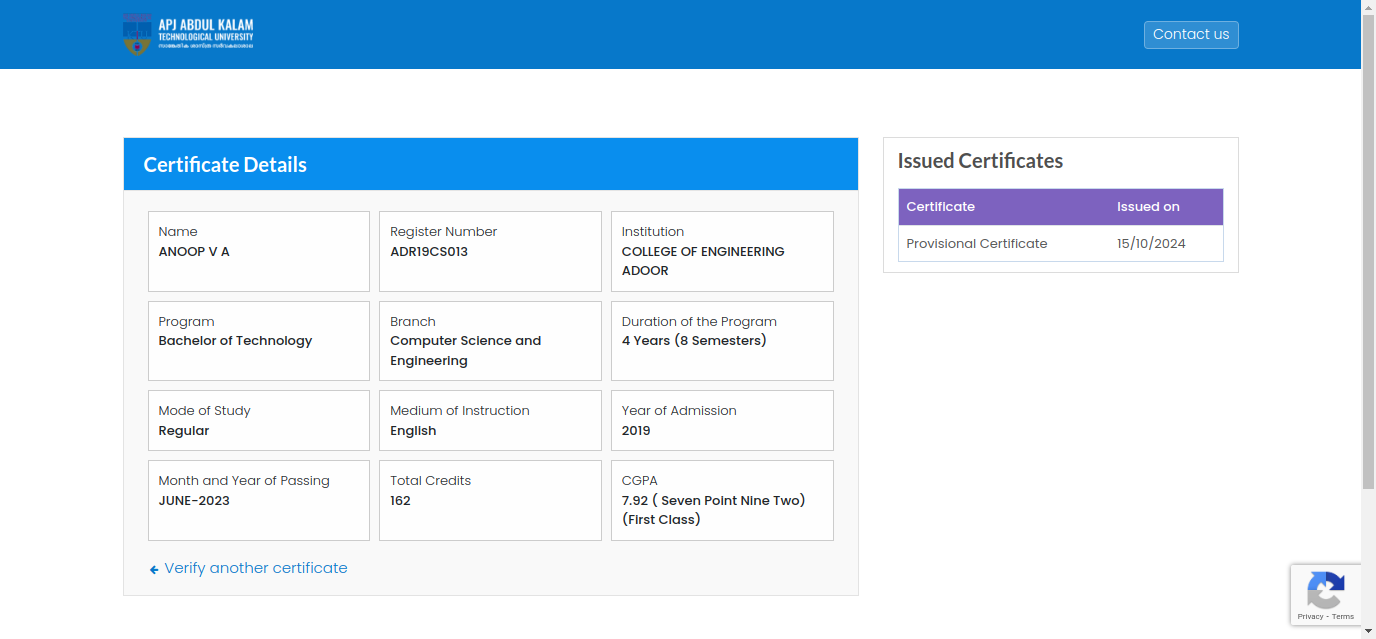 APJ ABDUL KALAM
TECHNOLOGICAL UNIVERSITY
Contact us
Certificate Details
Name
ANOOP V A
Register Number
ADR19CS013
Institution
COLLEGE OF ENGINEERING
ADOOR
Program
Bachelor of Technology
Branch
Computer Science and
Engineering
Duration of the Program
4 Years (8 Semesters)
Mode of Study
Regular
Medium of Instruction
English
Year of Admission
2019
Month and Year of Passing
JUNE-2023
Total Credits
162
CGPA
7.92 ( Seven Point Nine Two)
(First Class)
Verify another certificate
Issued Certificates
Certificate Issued on
Provisional Certificate 15/10/2024
Privacy - Terms